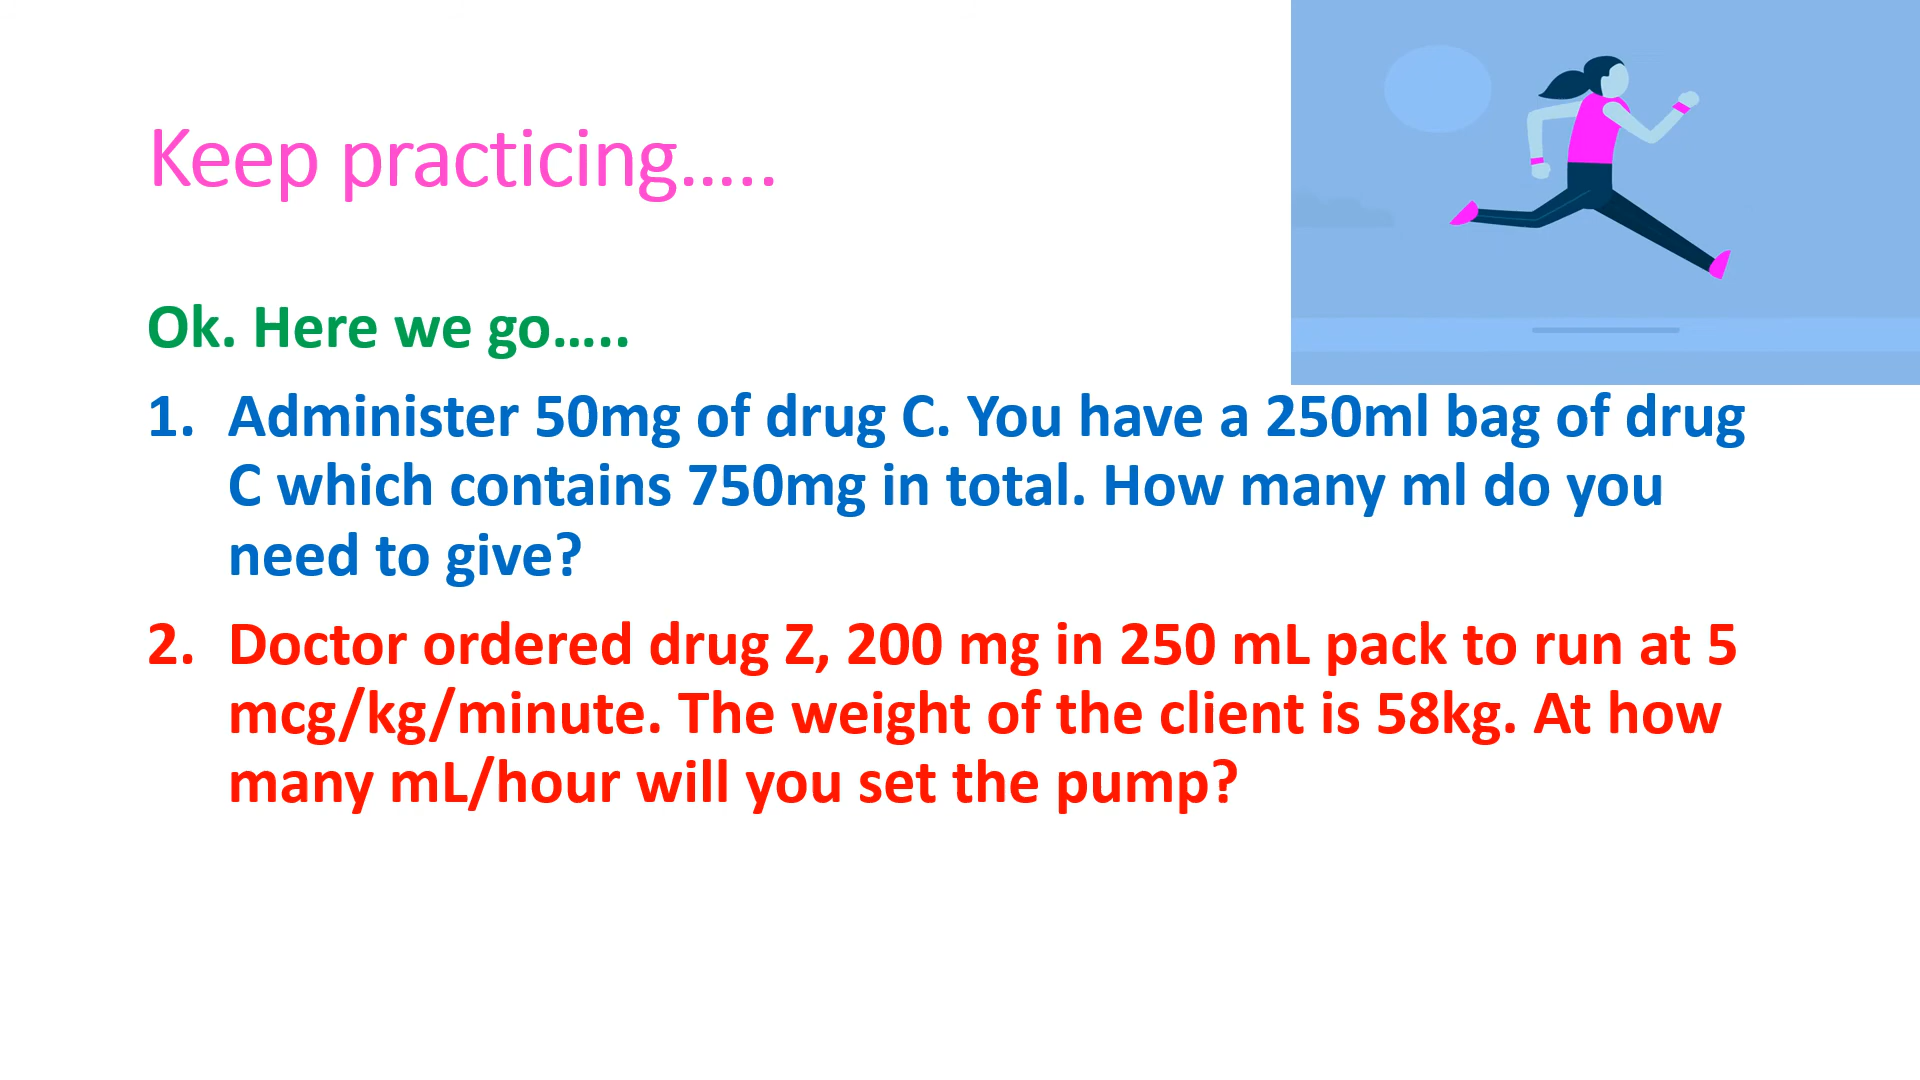 Keep practicing.....
Ok. Here we go.....
1. Administer 50mg of drug C. You have a 250ml bag of drug
C which contains 750mg in total. How many ml do you
need to give?
2. Doctor ordered drug Z, 200 mg in 250 mL pack to run at 5
mcg/kg/minute. The weight of the client is 58kg. At how
many mL/hour will you set the pump?